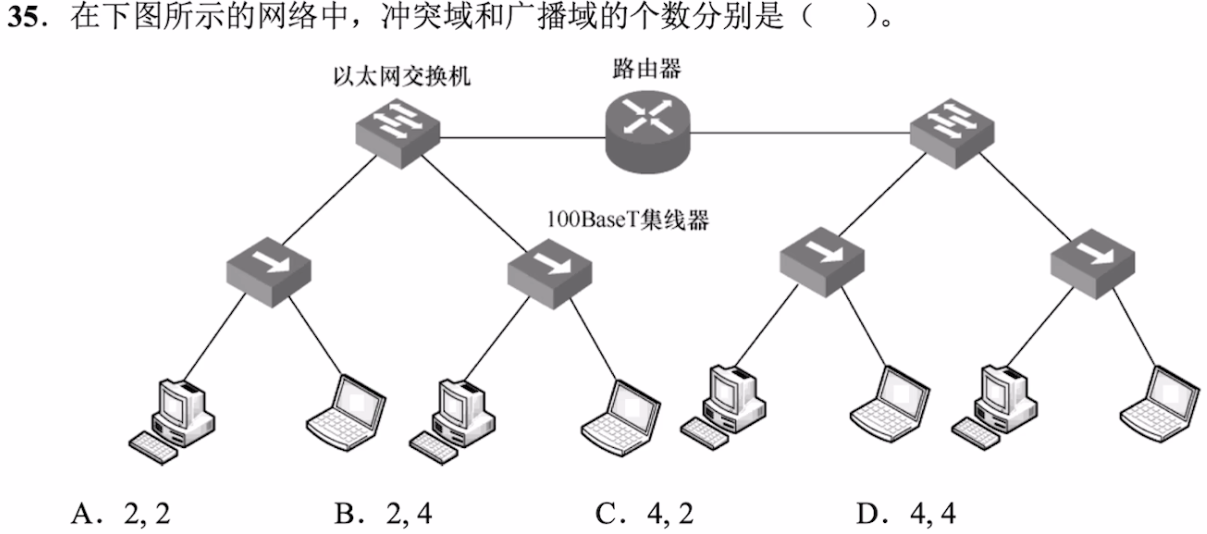 35. 在下图所示的网络中，冲突域和广播域的个数分别是（    ）。
以太网交换机
路由器
100BaseT集线器
A. 2, 2    B. 2, 4    C. 4, 2    D. 4, 4